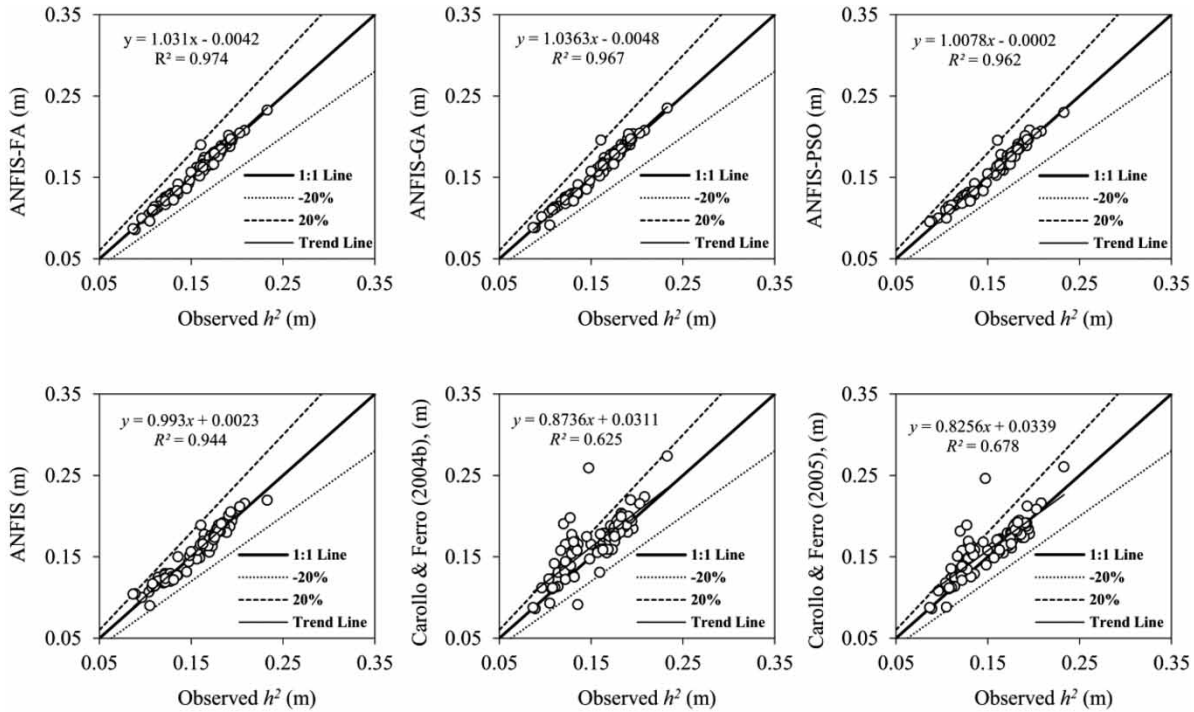 0.35
0.25
0.15
0.05
ANFIS-FA (m)
y = 1.031x - 0.0042
R² = 0.974
1:1 Line
-20%
20%
Trend Line
0.05 0.15 0.25 0.35
Observed h² (m)
0.35
0.25
0.15
0.05
ANFIS-GA (m)
y = 1.0363x - 0.0048
R² = 0.967
1:1 Line
-20%
20%
Trend Line
0.05 0.15 0.25 0.35
Observed h² (m)
0.35
0.25
0.15
0.05
ANFIS-PSO (m)
y = 1.0078x - 0.0002
R² = 0.962
1:1 Line
-20%
20%
Trend Line
0.05 0.15 0.25 0.35
Observed h² (m)
0.35
0.25
0.15
0.05
ANFIS (m)
y = 0.993x + 0.0023
R² = 0.944
1:1 Line
-20%
20%
Trend Line
0.05 0.15 0.25 0.35
Observed h² (m)
0.35
0.25
0.15
0.05
Carollo & Ferro (2004b), (m)
y = 0.8736x + 0.0311
R² = 0.625
1:1 Line
-20%
20%
Trend Line
0.05 0.15 0.25 0.35
Observed h² (m)
0.35
0.25
0.15
0.05
Carollo & Ferro (2005), (m)
y = 0.8256x + 0.0339
R² = 0.678
1:1 Line
-20%
20%
Trend Line
0.05 0.15 0.25 0.35
Observed h² (m)